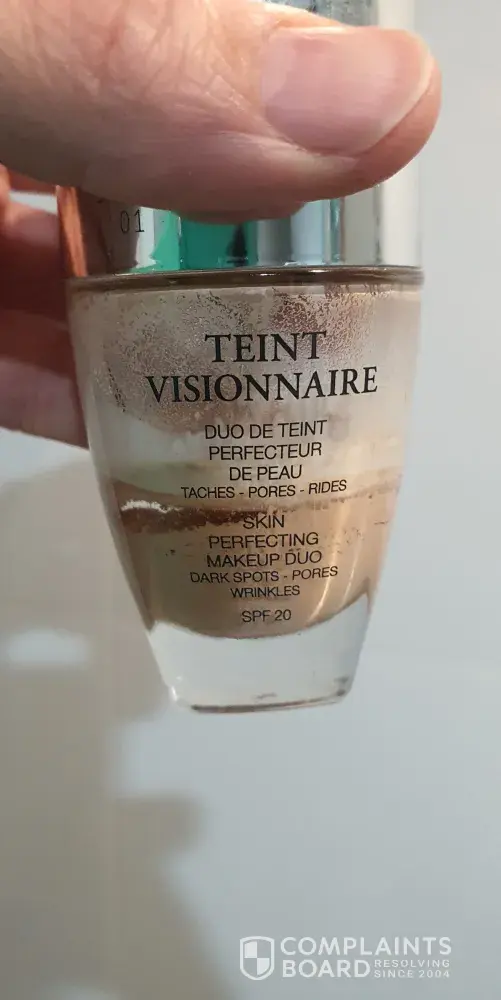 01
TEINT
VISIONNAIRE
DUO DE TEINT
PERFECTEUR
DE PEAU
TACHES - PORES - RIDES
SKIN
PERFECTING
MAKEUP DUO
DARK SPOTS - PORES
WRINKLES
SPF 20
COMPLAINTS
BOARD RESOLVING
SINCE 2004